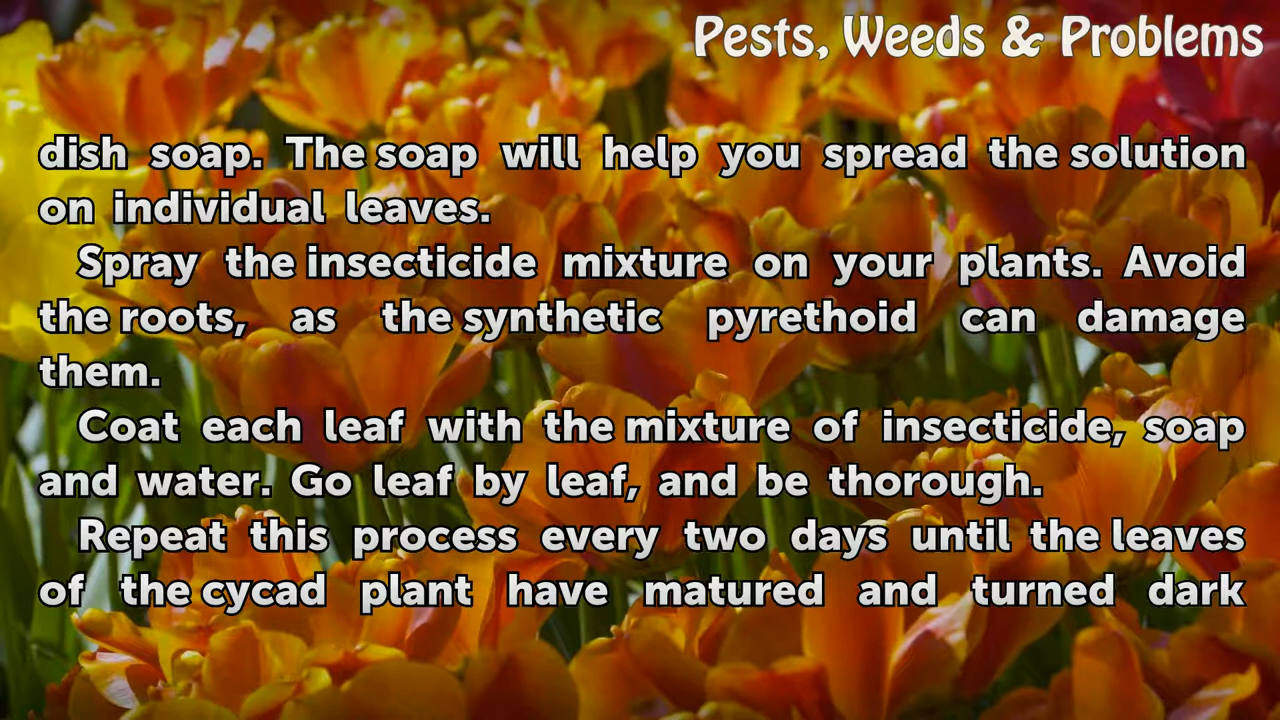 Pests, Weeds & Problems
dish soap. The soap will help you spread the solution
on individual leaves.
Spray the insecticide mixture on your plants. Avoid
the roots, as the synthetic pyrethoid can damage
them.
Coat each leaf with the mixture of insecticide, soap
and water. Go leaf by leaf, and be thorough.
Repeat this process every two days until the leaves
of the cycad plant have matured and turned dark